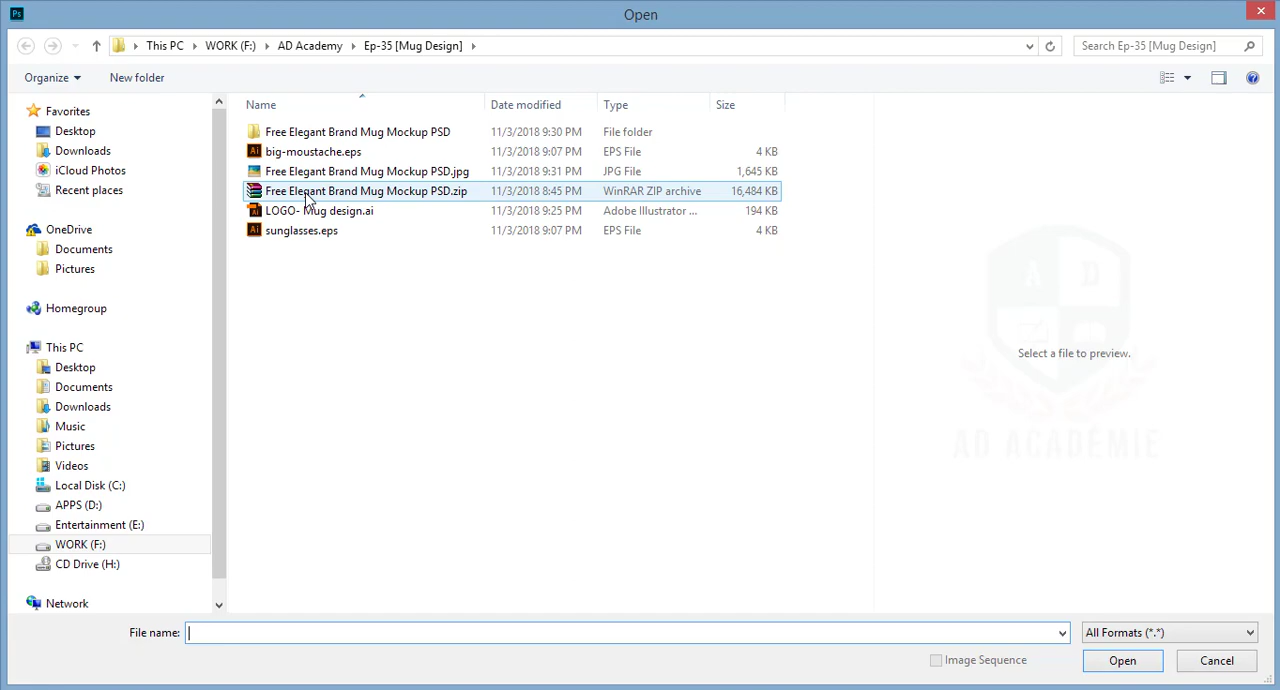 Ps
Open
This PC WORK (F:) AD Academy Ep-35 [Mug Design]
Search Ep-35 [Mug Design]
Organize
New folder
Favorites
Desktop
Downloads
iCloud Photos
Recent places
OneDrive
Documents
Pictures
Homegroup
This PC
Desktop
Documents
Downloads
Music
Pictures
Videos
Local Disk (C:)
APPS (D:)
Entertainment (E:)
WORK (F:)
CD Drive (H:)
Network
Name Date modified Type Size
Free Elegant Brand Mug Mockup PSD 11/3/2018 9:30 PM File folder
big-moustache.eps 11/3/2018 9:07 PM EPS File 4 KB
Free Elegant Brand Mug Mockup PSD.jpg 11/3/2018 9:31 PM JPG File 1,645 KB
Free Elegant Brand Mug Mockup PSD.zip 11/3/2018 8:45 PM WinRAR ZIP archive 16,484 KB
LOGO- Mug design.ai 11/3/2018 9:25 PM Adobe Illustrator ... 194 KB
sunglasses.eps 11/3/2018 9:07 PM EPS File 4 KB
A D
Select a file to preview.
AD ACADÉMIE
File name:
All Formats (*.*)
Image Sequence
Open
Cancel